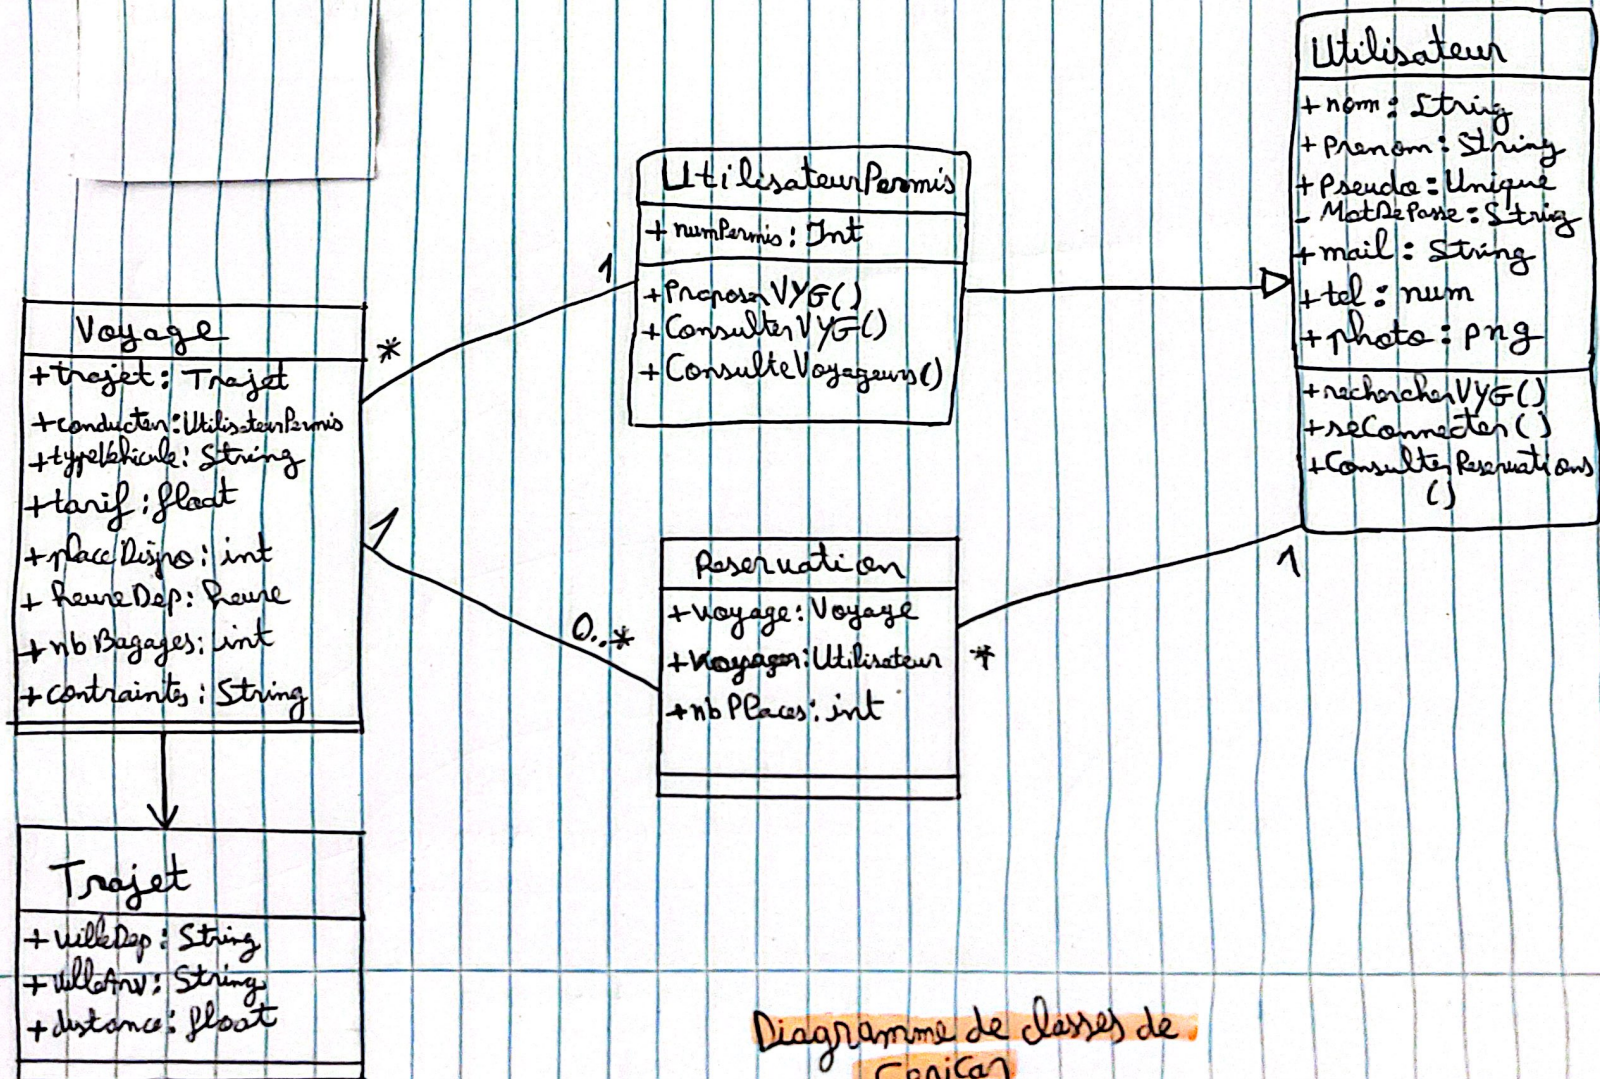 Utilisateur
+ nom : String
+ Prenom : String
+ Pseudo : Unique
- MotDePasse : String
+ mail : String
+ tel : num
+ photo : png
+ rechercherVYG()
+ seConnecter()
+ ConsulterReservations
()
UtilisateurPermis
+ numPermis : Int
+ ProposerVYG()
+ ConsulterVYG()
+ ConsulteVoyageurs()
1
*
Voyage
+ trajet : Trajet
+ conducteur : UtilisateurPermis
+ typeVehicule : String
+ tarif : float
+ placeDispo : int
+ heureDep : heure
+ nbBagages : int
+ contraintes : String
1
0..*
Reservation
+ voyage : Voyage
+ voyager : Utilisateur
+ nbPlaces : int
1
*
Trajet
+ villeDep : String
+ villeArv : String
+ distance : float
Diagramme de classes de
CeriCar